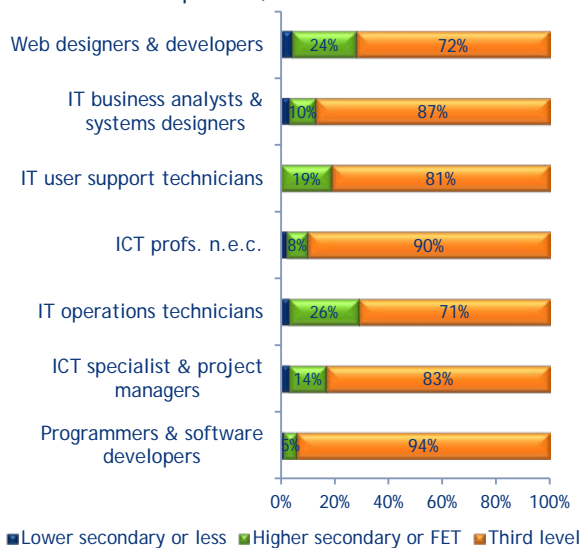 Web designers & developers
24%
72%
IT business analysts &
systems designers
10%
87%
IT user support technicians
19%
81%
ICT profs. n.e.c.
8%
90%
IT operations technicians
26%
71%
ICT specialist & project
managers
14%
83%
Programmers & software
developers
5%
94%
0% 20% 40% 60% 80% 100%
Lower secondary or less Higher secondary or FET Third level